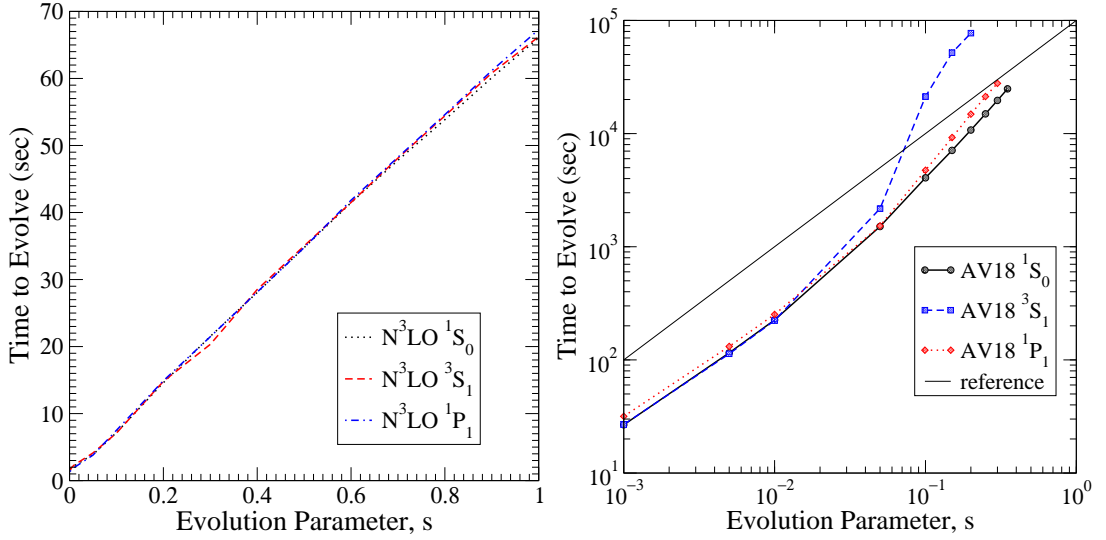 70
60
50
40
30
20
10
0
Time to Evolve (sec)
N³LO ¹S₀
N³LO ³S₁
N³LO ¹P₁
0 0.2 0.4 0.6 0.8 1
Evolution Parameter, s
10⁵
10⁴
10³
10²
10¹
Time to Evolve (sec)
AV18 ¹S₀
AV18 ³S₁
AV18 ¹P₁
reference
10⁻³ 10⁻² 10⁻¹ 10⁰
Evolution Parameter, s